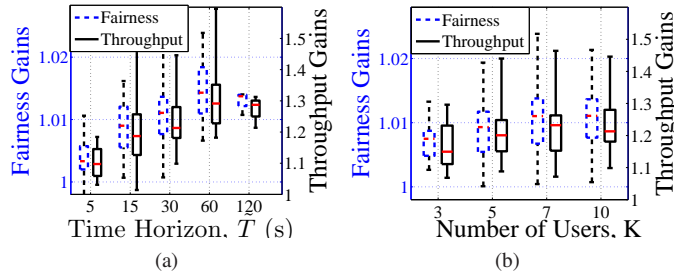 Fairness
Throughput
Fairness Gains
1.02
1.01
1
1.5
1.4
1.3
1.2
1.1
1
Throughput Gains
5 15 30 60 120
Time Horizon, T̃ (s)
(a)
Fairness
Throughput
Fairness Gains
1.02
1.01
1
1.5
1.4
1.3
1.2
1.1
1
Throughput Gains
3 5 7 10
Number of Users, K
(b)